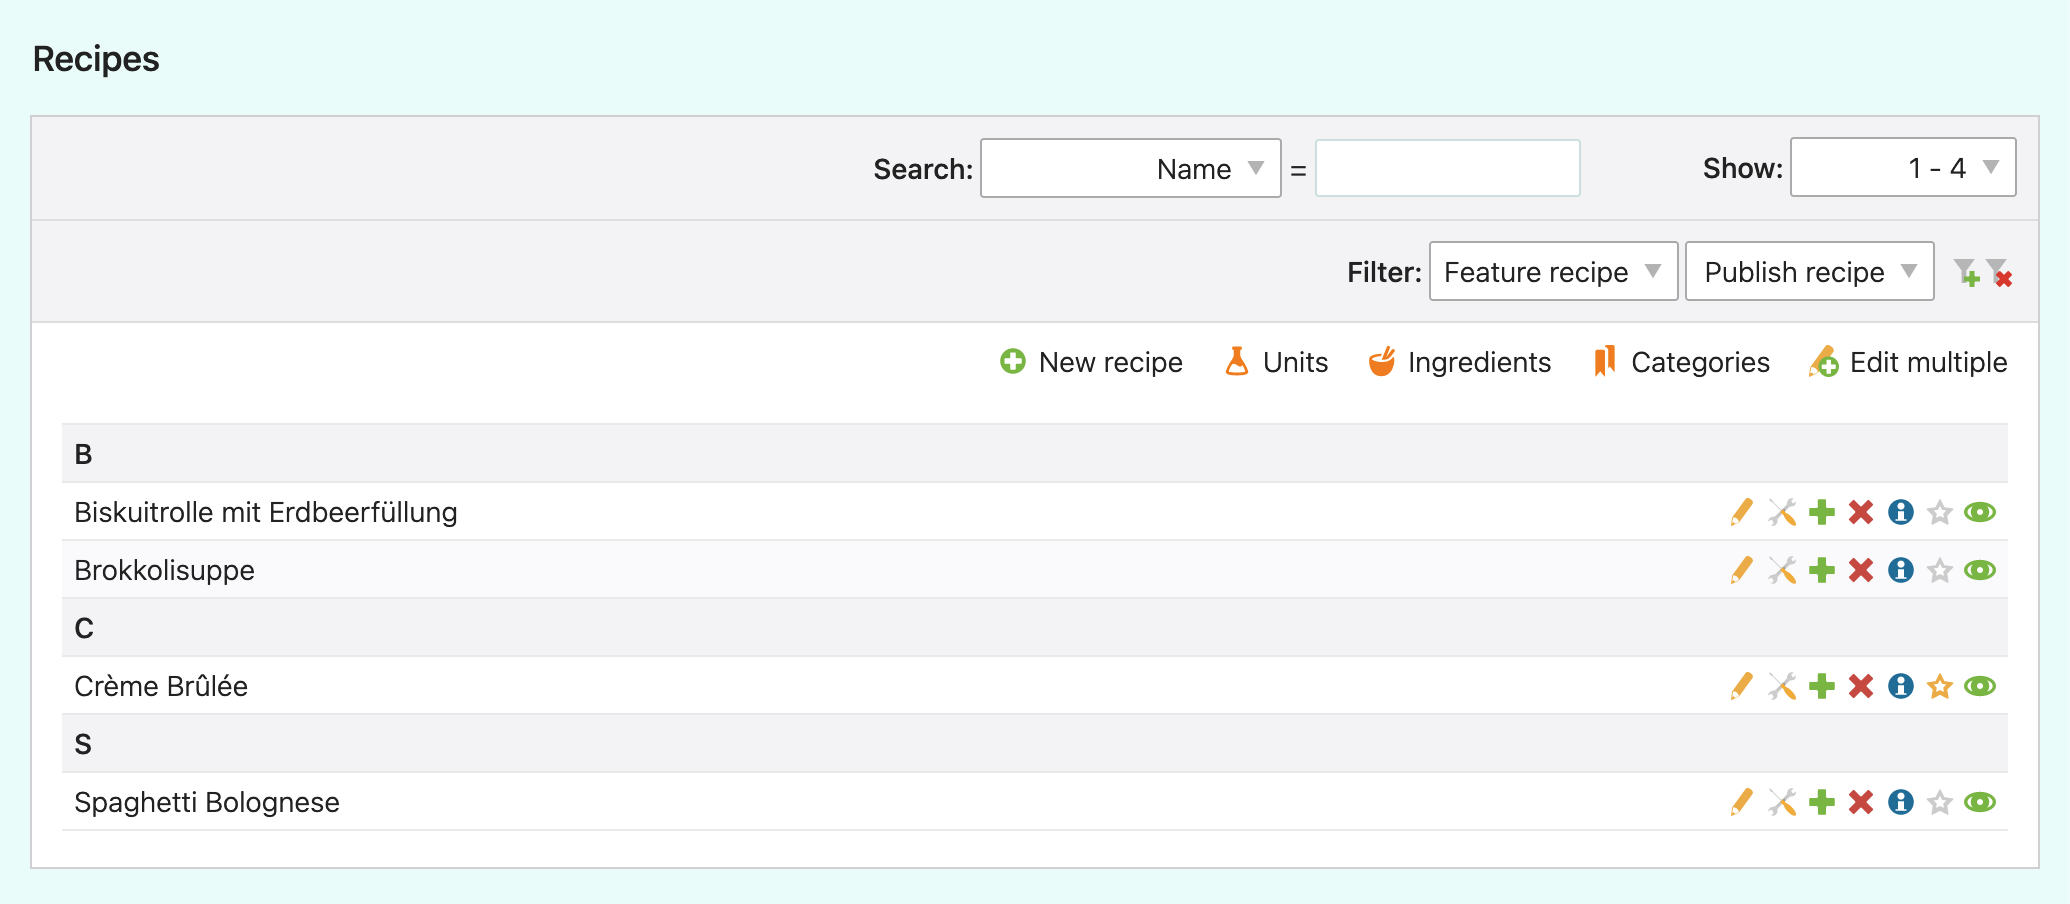 Recipes
Search: Name = Show: 1 - 4
Filter: Feature recipe Publish recipe
New recipe Units Ingredients Categories Edit multiple
B
Biskuitrolle mit Erdbeerfüllung
Brokkolisuppe
C
Crème Brûlée
S
Spaghetti Bolognese